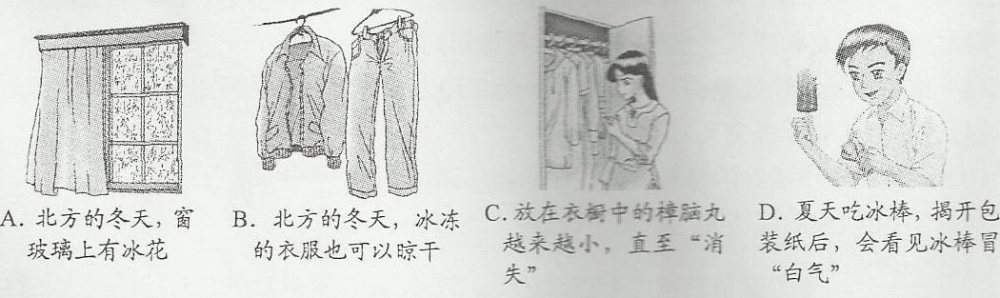 A. 北方的冬天，窗
玻璃上有冰花
B. 北方的冬天，冰冻
的衣服也可以晾干
C. 放在衣橱中的樟脑丸
越来越小，直至“消
失”
D. 夏天吃冰棒，揭开包
装纸后，会看见冰棒冒
“白气”